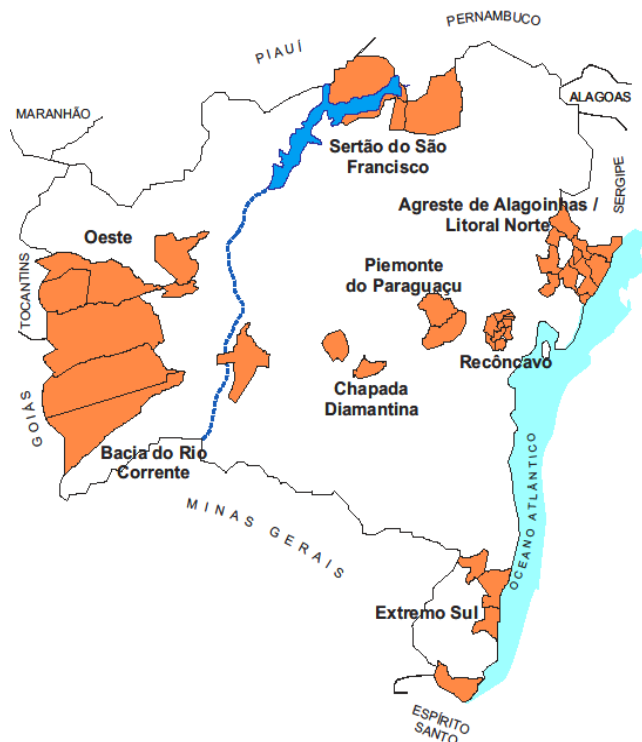 PERNAMBUCO
PIAUÍ
ALAGOAS
MARANHÃO
Sertão do São
Francisco
SERGIPE
Agreste de Alagoinhas /
Litoral Norte
Oeste
TOCANTINS
Piemonte
do Paraguaçu
Recôncavo
Chapada
Diamantina
GOIÁS
Bacia do Rio
Corrente
OCEANO ATLÂNTICO
MINAS GERAIS
Extremo Sul
ESPÍRITO
SANTO